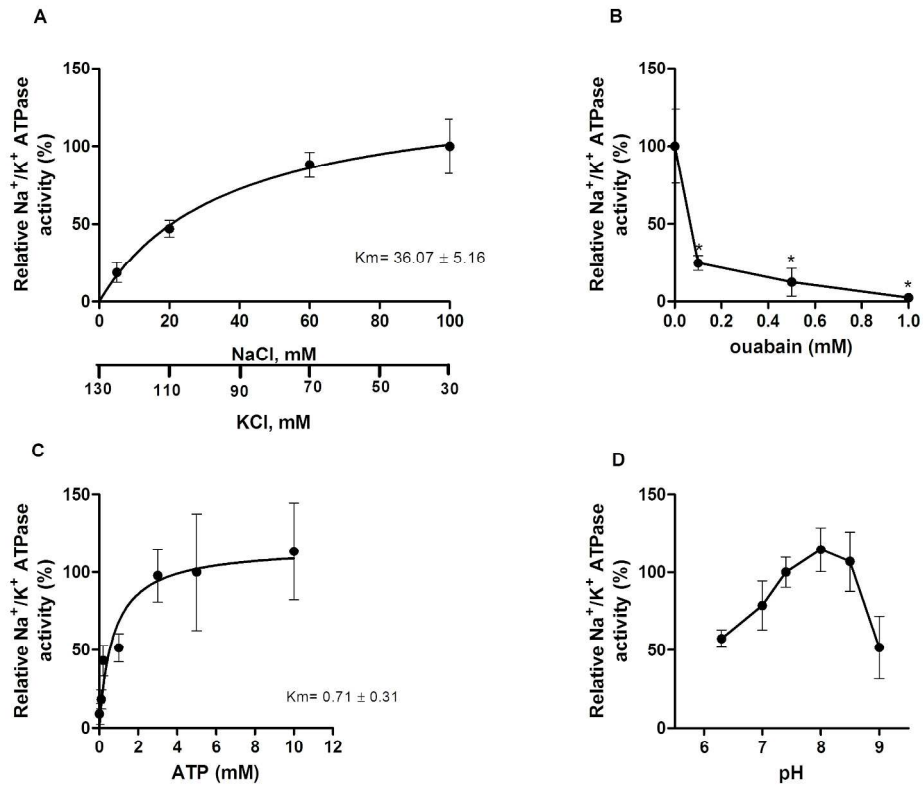 A
Relative Na⁺/K⁺ ATPase
activity (%)
150
100
50
0
Km= 36.07 ± 5.16
0 20 40 60 80 100
NaCl, mM
130 110 90 70 50 30
KCl, mM
B
Relative Na⁺/K⁺ ATPase
activity (%)
150
100
50
0
*
*
*
0.0 0.2 0.4 0.6 0.8 1.0
ouabain (mM)
C
Relative Na⁺/K⁺ ATPase
activity (%)
150
100
50
0
Km= 0.71 ± 0.31
0 2 4 6 8 10 12
ATP (mM)
D
Relative Na⁺/K⁺ ATPase
activity (%)
150
100
50
0
6 7 8 9
pH